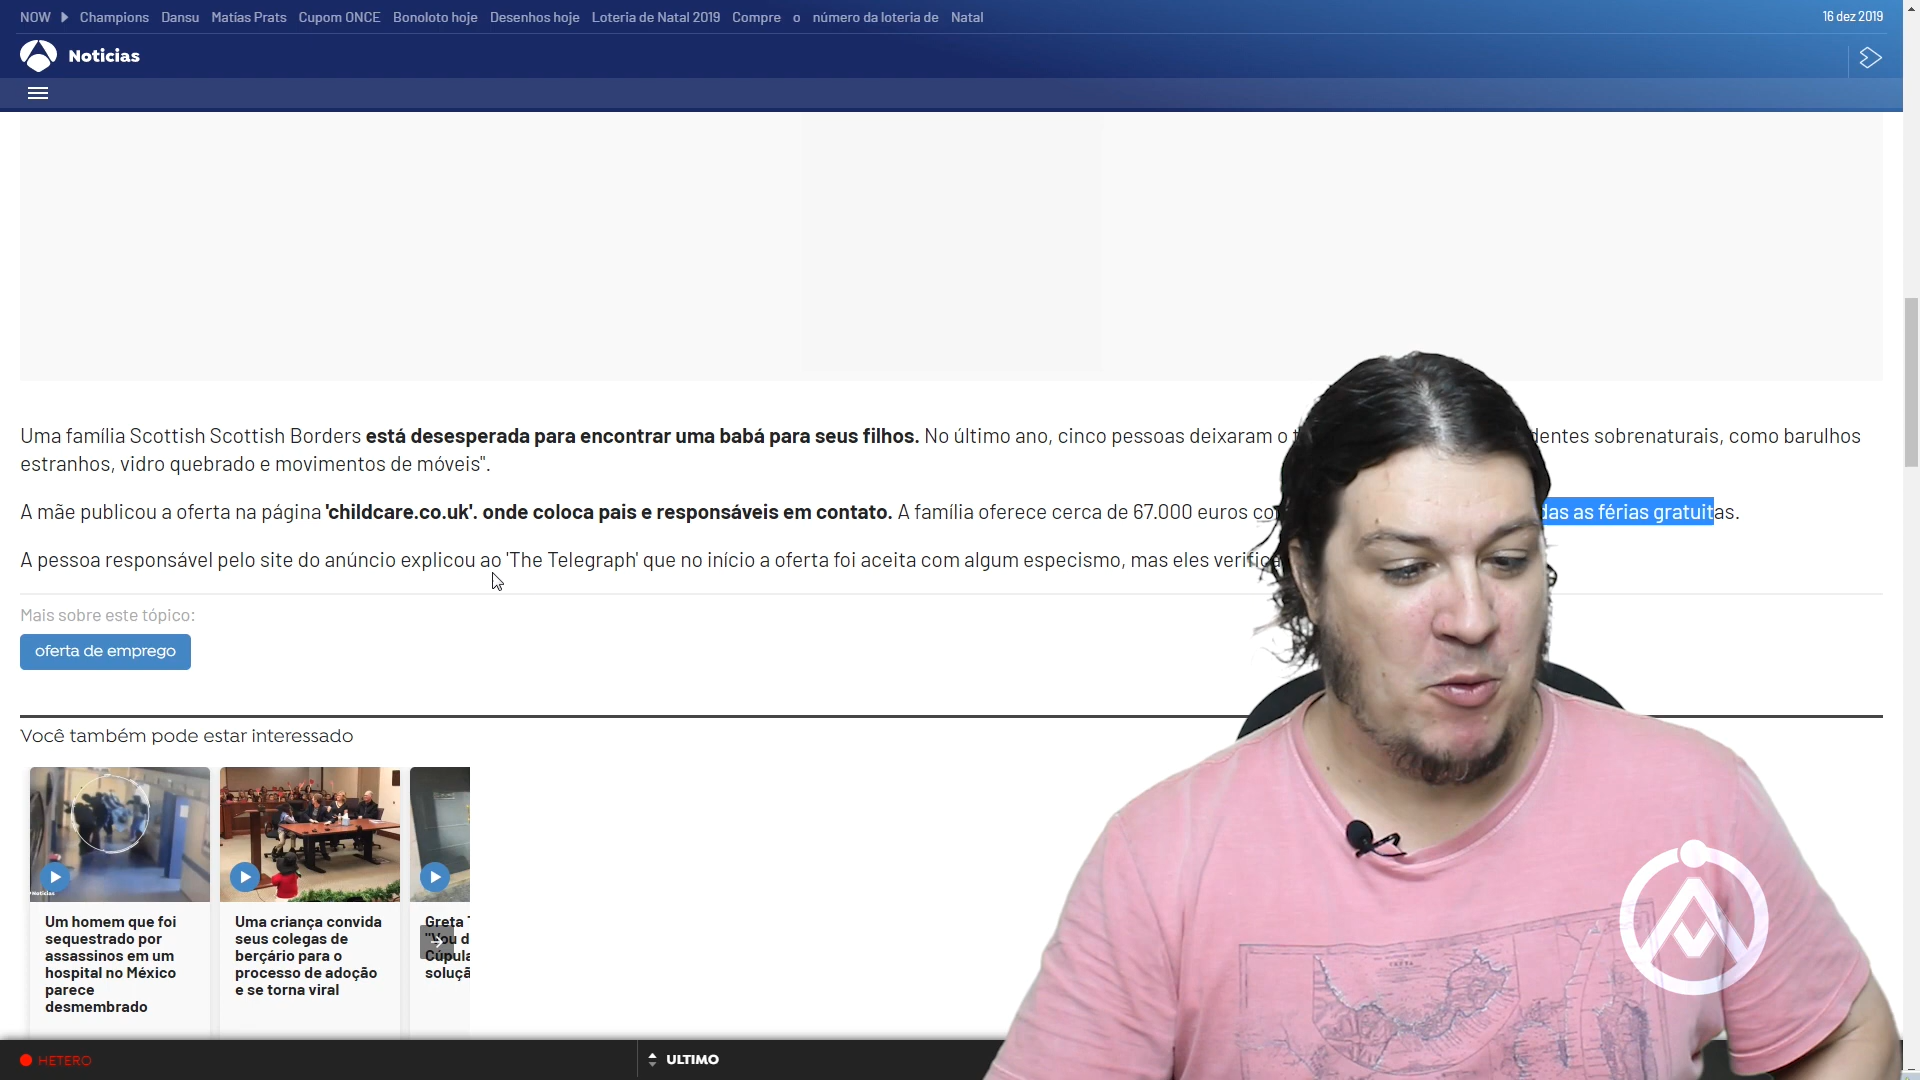 NOW Champions Dansu Matías Prats Cupom ONCE Bonoloto hoje Desenhos hoje Loteria de Natal 2019 Compre o número da loteria de Natal
16 dez 2019
Noticias
Uma família Scottish Scottish Borders está desesperada para encontrar uma babá para seus filhos. No último ano, cinco pessoas deixaram o dentes sobrenaturais, como barulhos
estranhos, vidro quebrado e movimentos de móveis".
A mãe publicou a oferta na página 'childcare.co.uk'. onde coloca pais e responsáveis em contato. A família oferece cerca de 67.000 euros das as férias gratuitas.
A pessoa responsável pelo site do anúncio explicou ao 'The Telegraph' que no início a oferta foi aceita com algum especismo, mas eles
Mais sobre este tópico:
oferta de emprego
Você também pode estar interessado
Um homem que foi
sequestrado por
assassinos em um
hospital no México
parece
desmembrado
Uma criança convida
seus colegas de
berçário para o
processo de adoção
e se torna viral
Greta
"Vou d
Cúpula
soluçã
HETERO
ULTIMO